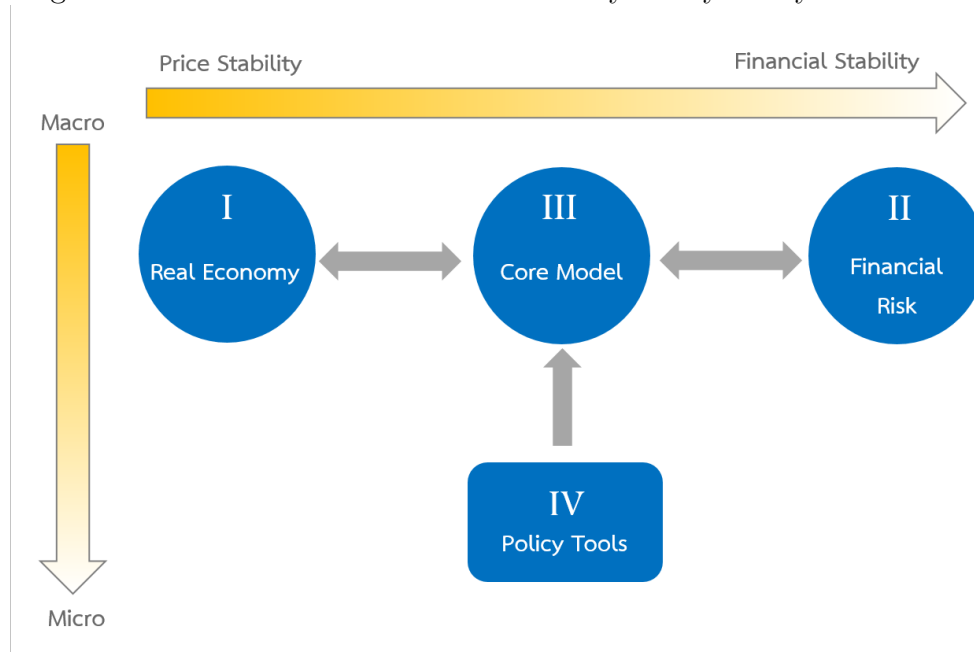 Price Stability
Financial Stability
Macro
I
Real Economy
III
Core Model
II
Financial
Risk
IV
Policy Tools
Micro